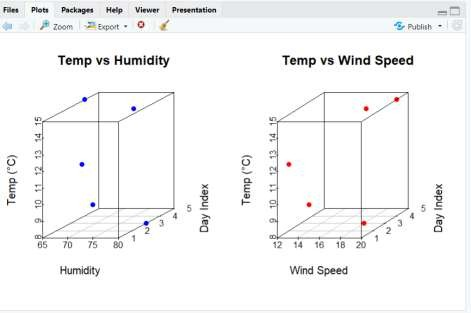 Files Plots Packages Help Viewer Presentation
Zoom Export Publish
Temp vs Humidity
Temp (°C)
8 9 10 11 12 13 14 15
65 70 75 80
1 2 3 4 5
Humidity
Day Index
Temp vs Wind Speed
Temp (°C)
8 9 10 11 12 13 14 15
12 14 16 18 20
1 2 3 4 5
Wind Speed
Day Index